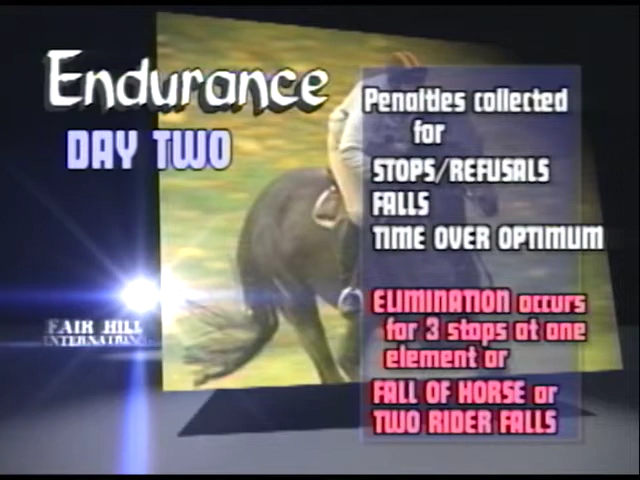 Endurance
DAY TWO
Penalties collected
for
STOPS/REFUSALS
FALLS
TIME OVER OPTIMUM
ELIMINATION occurs
for 3 stops at one
element or
FALL OF HORSE or
TWO RIDER FALLS
FAIR HILL
INTERNATIONAL